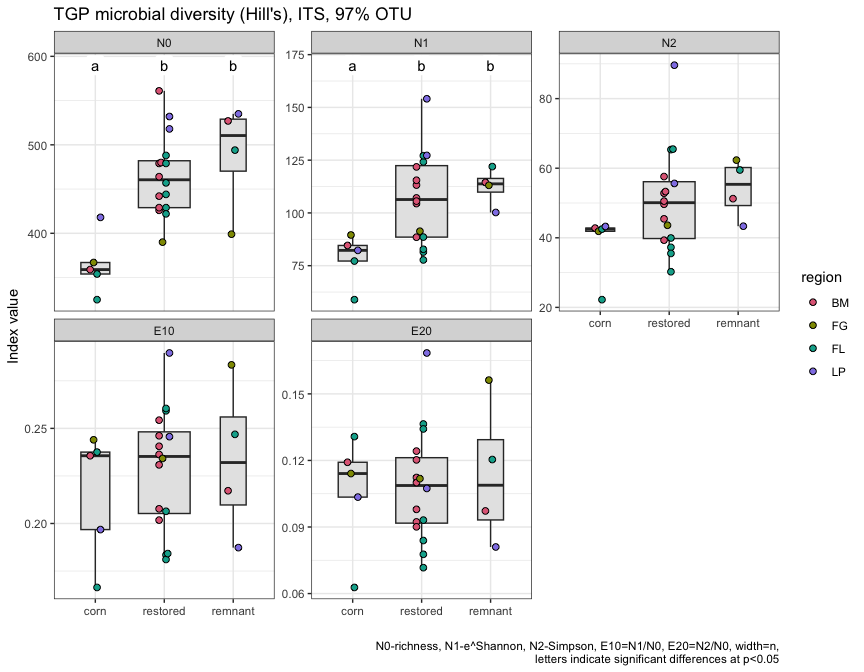 TGP microbial diversity (Hill's), ITS, 97% OTU
N0
N1
N2
600
500
400
a
b
b
175
150
125
100
75
a
b
b
80
60
40
20
corn
restored
remnant
Index value
E10
E20
0.25
0.20
corn
restored
remnant
0.15
0.12
0.09
0.06
corn
restored
remnant
region
BM
FG
FL
LP
N0-richness, N1-e^Shannon, N2-Simpson, E10=N1/N0, E20=N2/N0, width=n,
letters indicate significant differences at p<0.05